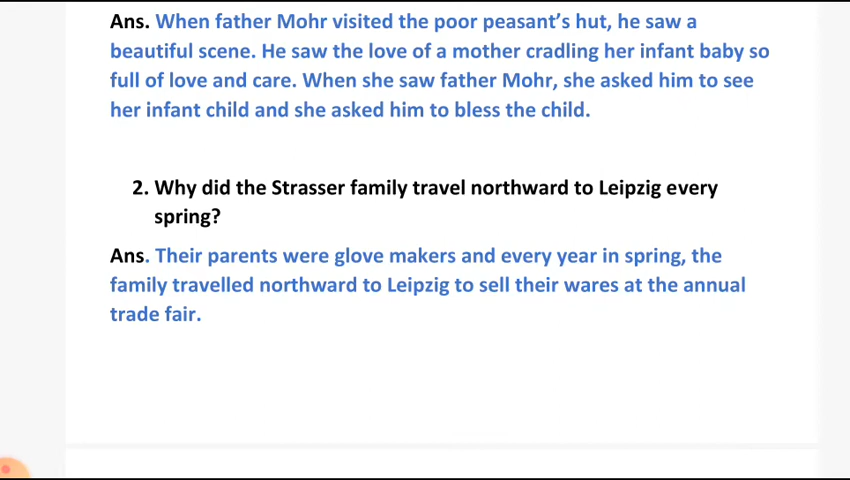 Ans. When father Mohr visited the poor peasant's hut, he saw a
beautiful scene. He saw the love of a mother cradling her infant baby so
full of love and care. When she saw father Mohr, she asked him to see
her infant child and she asked him to bless the child.
2. Why did the Strasser family travel northward to Leipzig every
spring?
Ans. Their parents were glove makers and every year in spring, the
family travelled northward to Leipzig to sell their wares at the annual
trade fair.